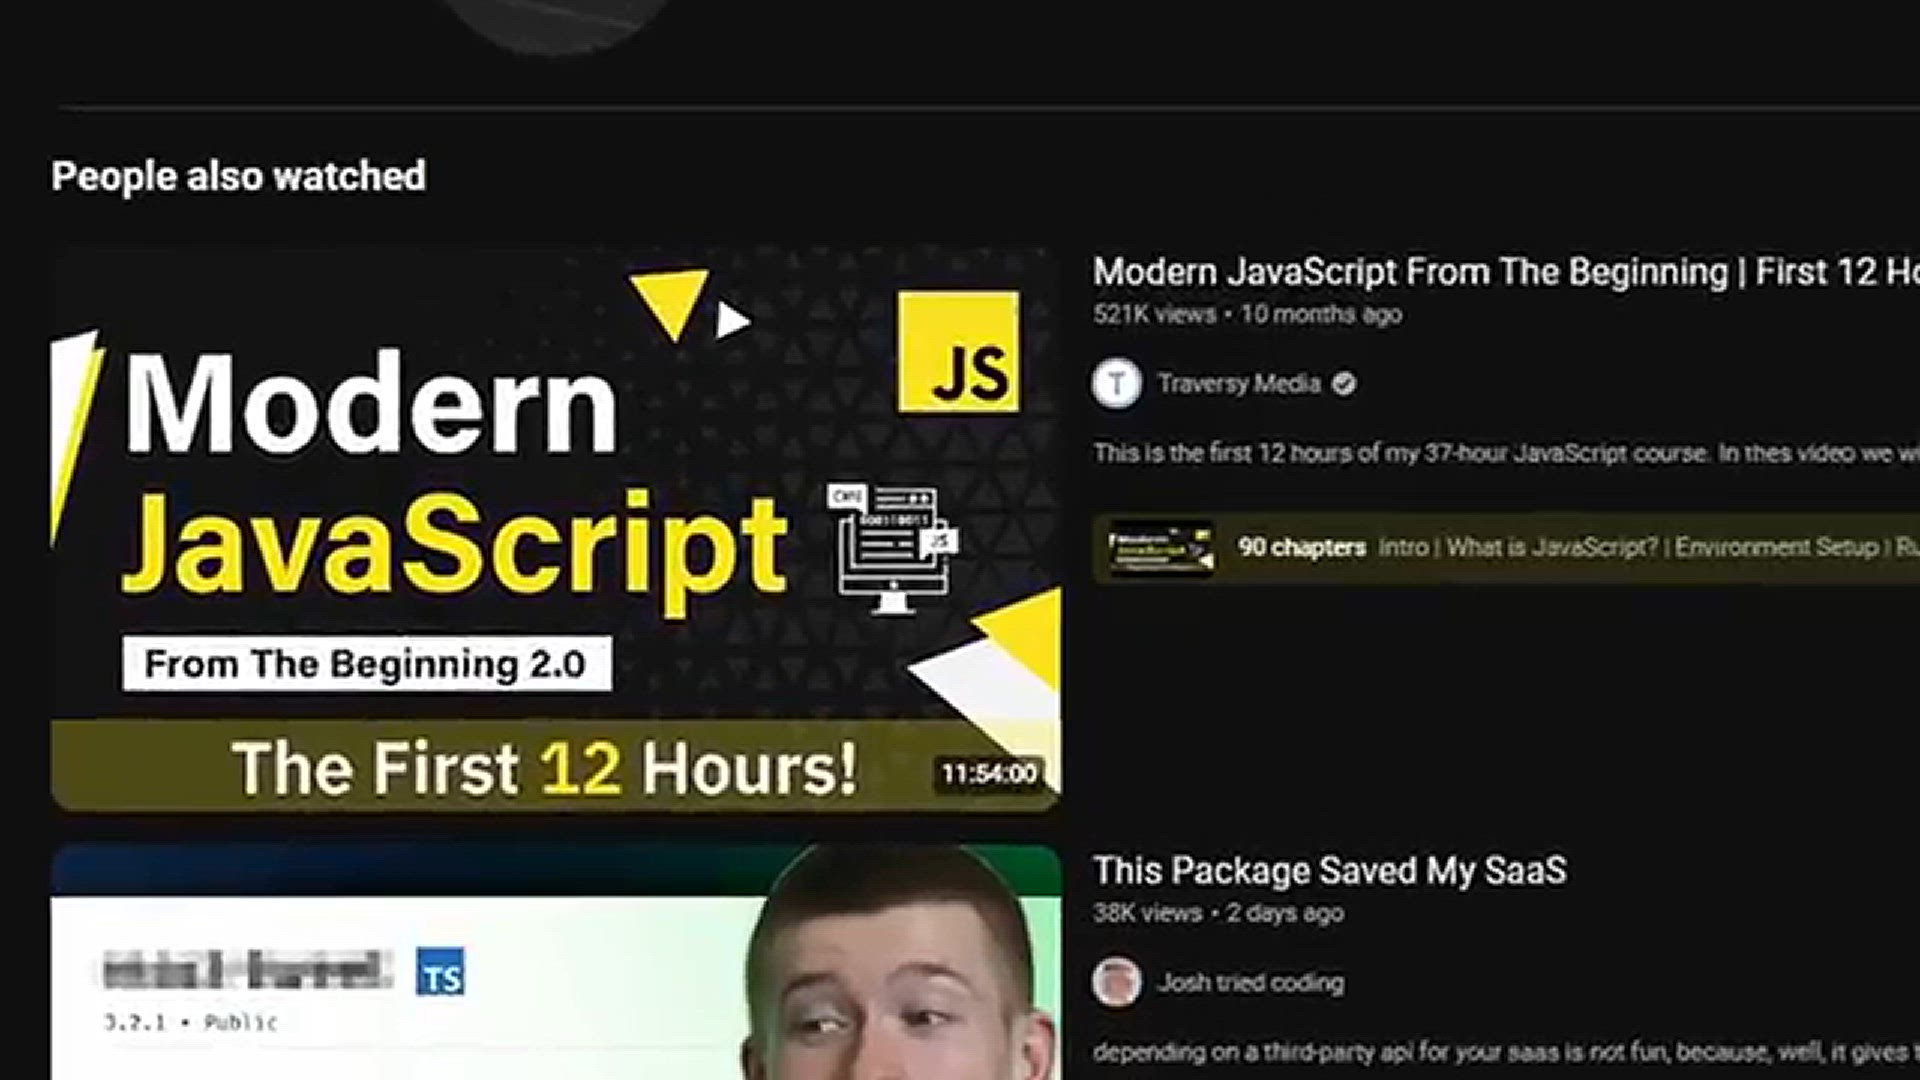 People also watched
Modern
JavaScript
From The Beginning 2.0
The First 12 Hours!
11:54:00
JS
JS
Modern JavaScript From The Beginning | First 12 Ho
521K views • 10 months ago
T
Traversy Media
This is the first 12 hours of my 37-hour JavaScript course. In thes video we wi
90 chapters Intro | What is JavaScript? | Environment Setup | Ru
TS
3.2.1 • Public
This Package Saved My SaaS
38K views • 2 days ago
Josh tried coding
depending on a third-party api for your saas is not fun, because, well, it gives t